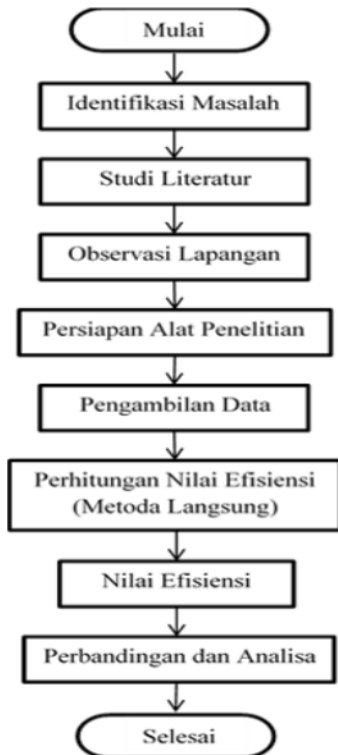 Mulai
Identifikasi Masalah
Studi Literatur
Observasi Lapangan
Persiapan Alat Penelitian
Pengambilan Data
Perhitungan Nilai Efisiensi
(Metoda Langsung)
Nilai Efisiensi
Perbandingan dan Analisa
Selesai